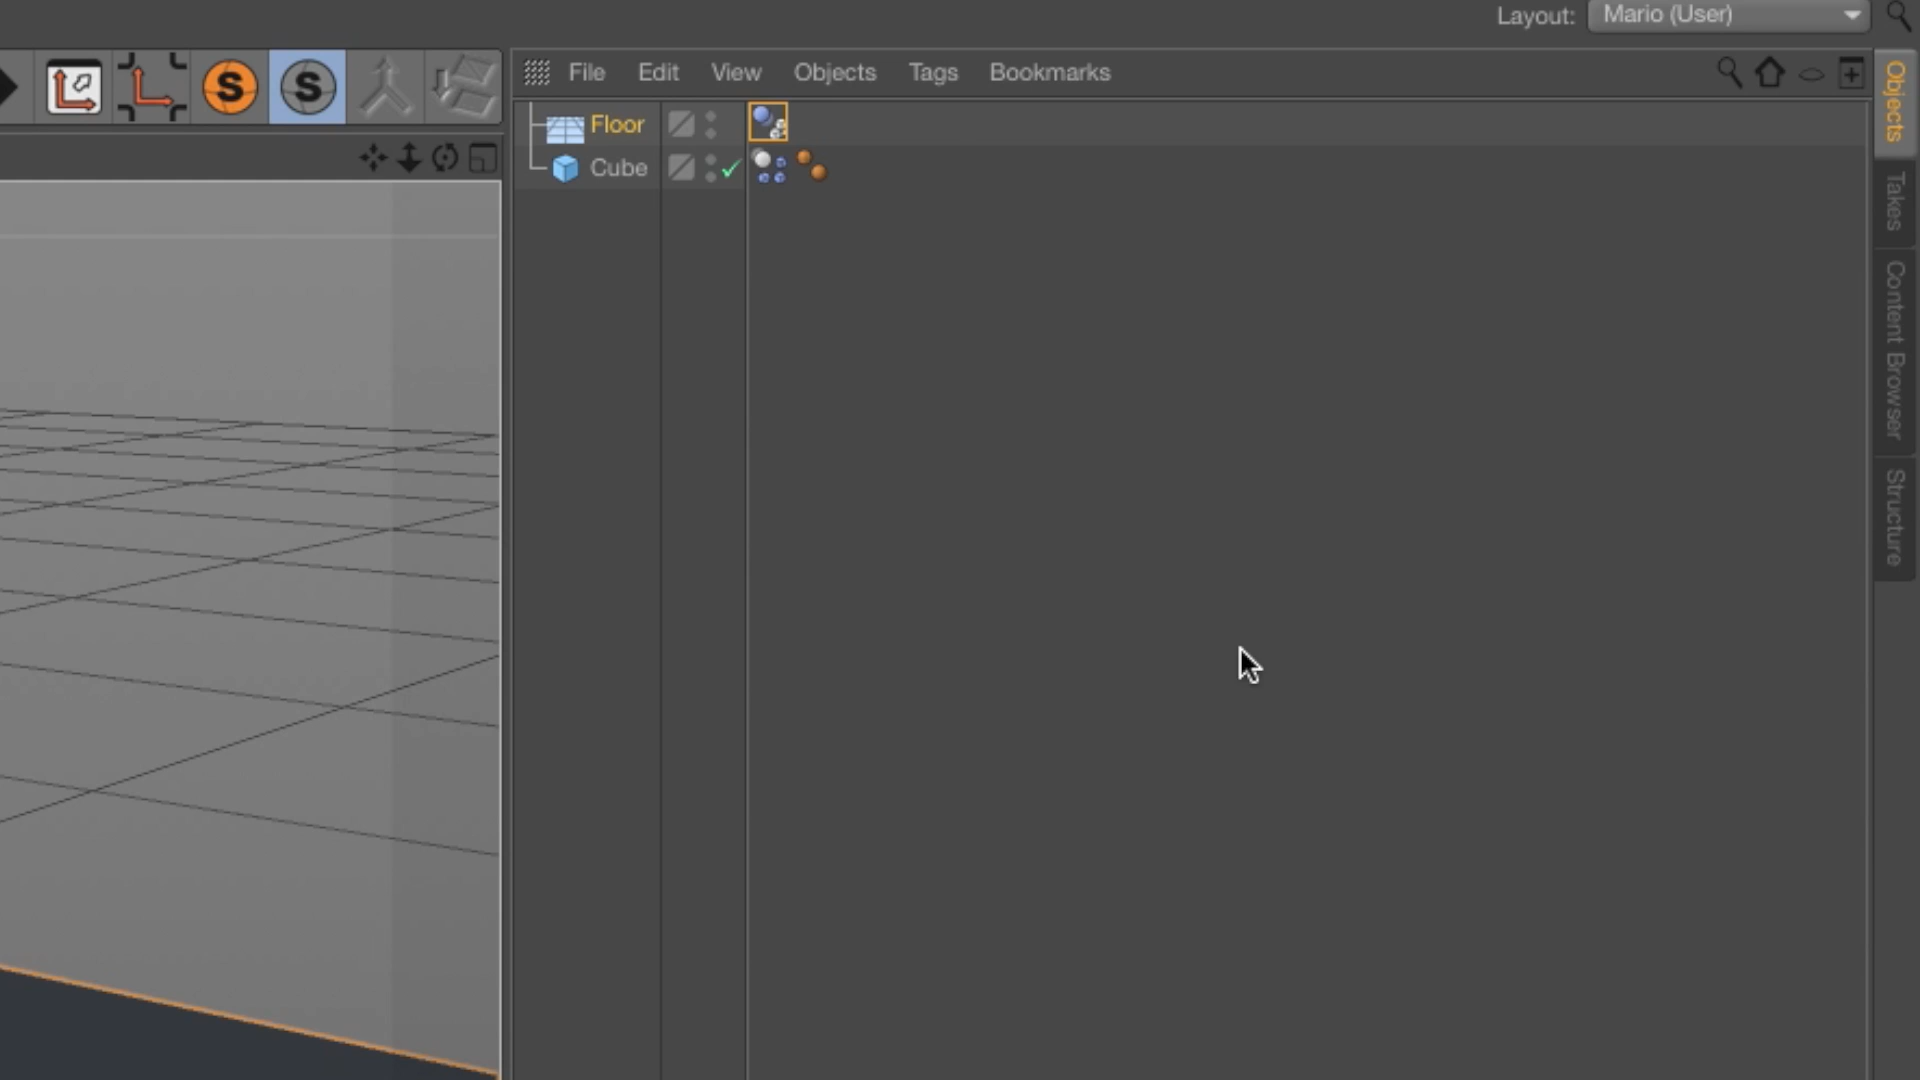 Layout: Mario (User)
S S
File Edit View Objects Tags Bookmarks
Floor
Cube
Objects
Takes
Content Browser
Structure